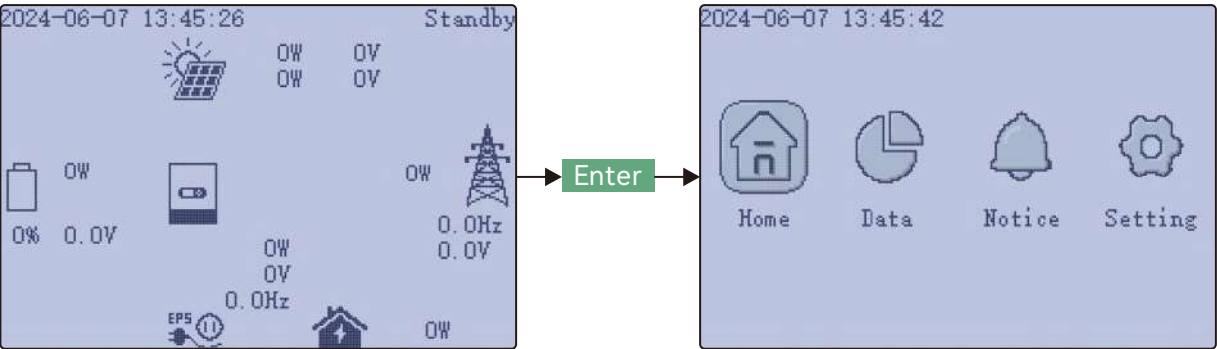 2024-06-07 13:45:26 Standby
0W 0V
0W 0V
0W
0W
0% 0.0V
0.0Hz
0.0V
0W
0V
0.0Hz
EPS
0W
Enter
2024-06-07 13:45:42
Home Data Notice Setting